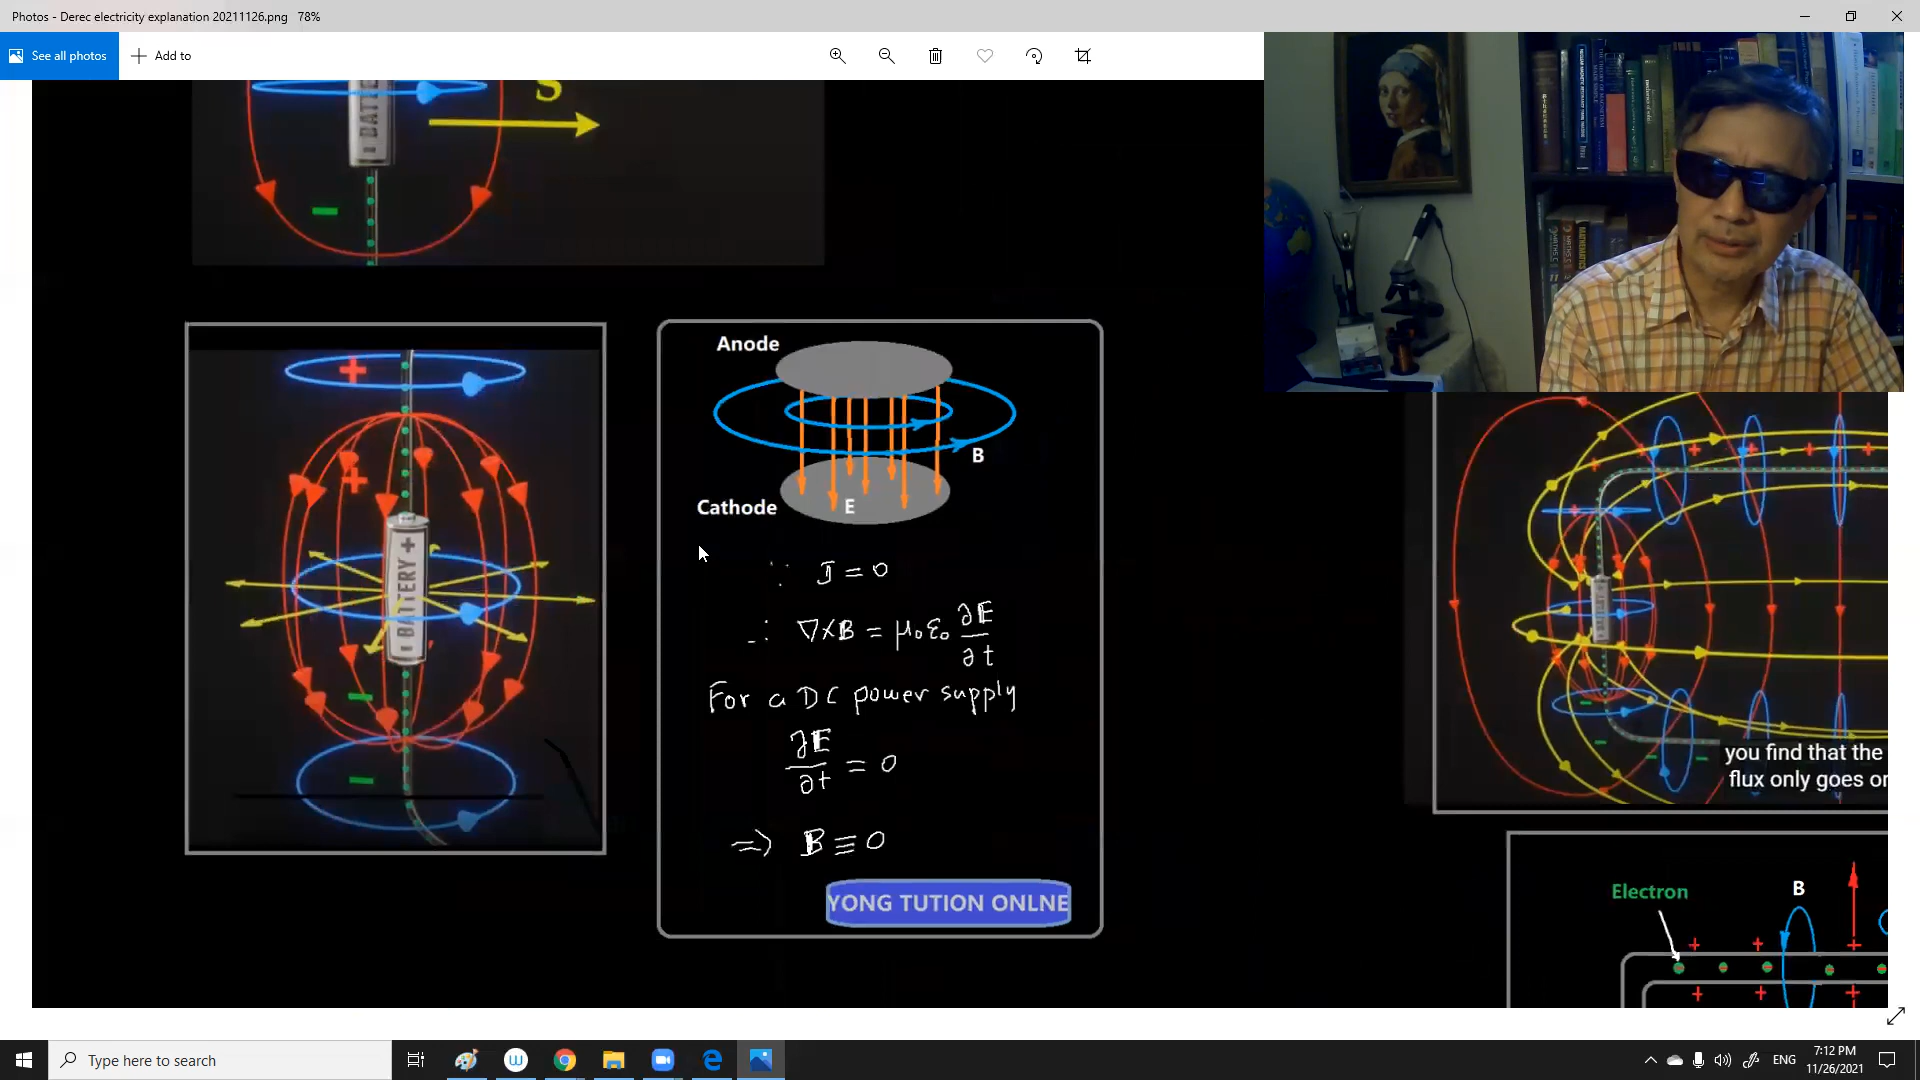 Photos - Derec electricity explanation 20211126.png 78%
See all photos
Add to
S
BATTE
-
-
+
+
BATTERY +
-
-
-
Anode
B
Cathode
E
∵ J = 0
∴ ∇×B = μ₀ε₀ ∂E/∂t
For a DC power supply
∂E/∂t = 0
=> B ≡ 0
YONG TUTION ONLNE
you find that the
flux only goes or
Electron
B
Type here to search
ENG
7:12 PM
11/26/2021